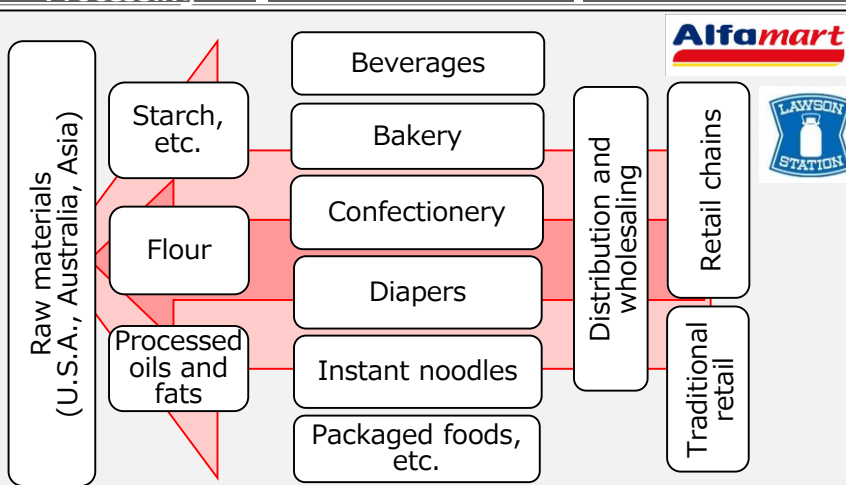 Processing
Raw materials
(U.S.A., Australia, Asia)
Starch,
etc.
Flour
Processed
oils and
fats
Beverages
Bakery
Confectionery
Diapers
Instant noodles
Packaged foods,
etc.
Distribution and
wholesaling
Retail chains
Traditional
retail
Alfamart
LAWSON
STATION